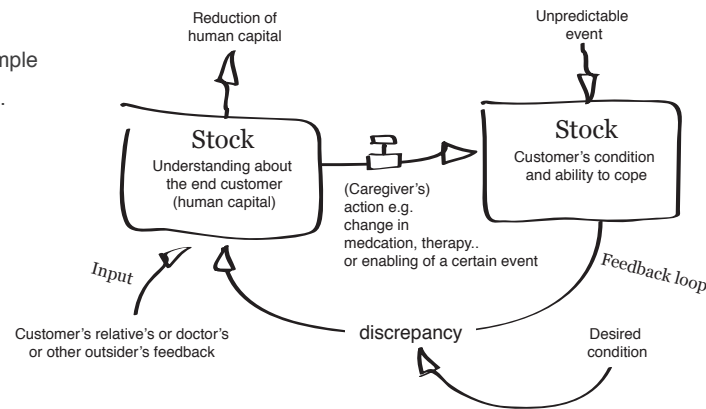 Reduction of
human capital
Unpredictable
event
.
Stock
Understanding about
the end customer
(human capital)
Stock
Customer's condition
and ability to cope
(Caregiver's)
action e.g.
change in
medcation, therapy..
or enabling of a certain event
Input
Feedback loop
Customer's relative's or doctor's
or other outsider's feedback
discrepancy
Desired
condition